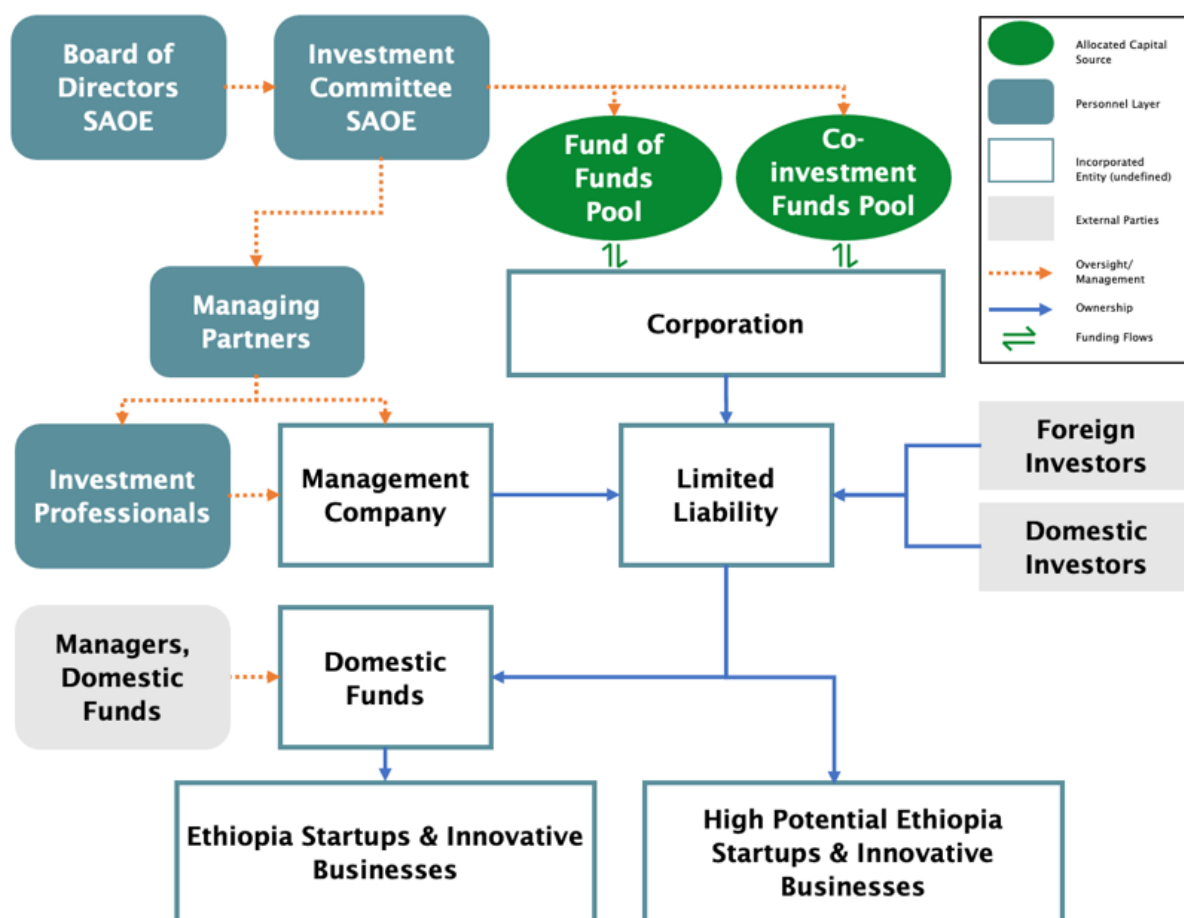 Board of
Directors
SAOE
Investment
Committee
SAOE
Fund of
Funds
Pool
Co-
investment
Funds Pool
Allocated Capital
Source
Personnel Layer
Incorporated
Entity (undefined)
External Parties
Oversight/
Management
Ownership
Funding Flows
Managing
Partners
Corporation
Investment
Professionals
Management
Company
Limited
Liability
Foreign
Investors
Domestic
Investors
Managers,
Domestic
Funds
Domestic
Funds
Ethiopia Startups & Innovative
Businesses
High Potential Ethiopia
Startups & Innovative
Businesses